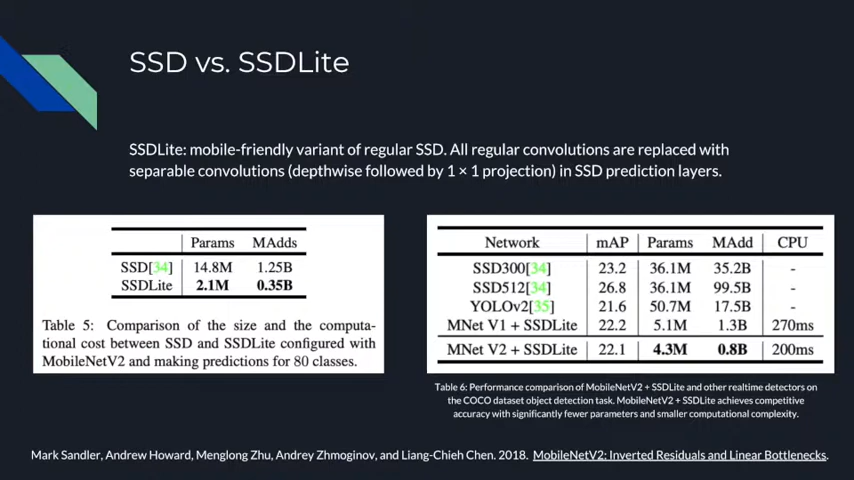 SSD vs. SSDLite
SSDLite: mobile-friendly variant of regular SSD. All regular convolutions are replaced with
separable convolutions (depthwise followed by 1 × 1 projection) in SSD prediction layers.
Params MAdds
SSD[34] 14.8M 1.25B
SSDLite 2.1M 0.35B
Table 5: Comparison of the size and the computa-
tional cost between SSD and SSDLite configured with
MobileNetV2 and making predictions for 80 classes.
Network mAP Params MAdd CPU
SSD300[34] 23.2 36.1M 35.2B -
SSD512[34] 26.8 36.1M 99.5B -
YOLOv2[35] 21.6 50.7M 17.5B -
MNet V1 + SSDLite 22.2 5.1M 1.3B 270ms
MNet V2 + SSDLite 22.1 4.3M 0.8B 200ms
Table 6: Performance comparison of MobileNetV2 + SSDLite and other realtime detectors on
the COCO dataset object detection task. MobileNetV2 + SSDLite achieves competitive
accuracy with significantly fewer parameters and smaller computational complexity.
Mark Sandler, Andrew Howard, Menglong Zhu, Andrey Zhmoginov, and Liang-Chieh Chen. 2018. MobileNetV2: Inverted Residuals and Linear Bottlenecks.